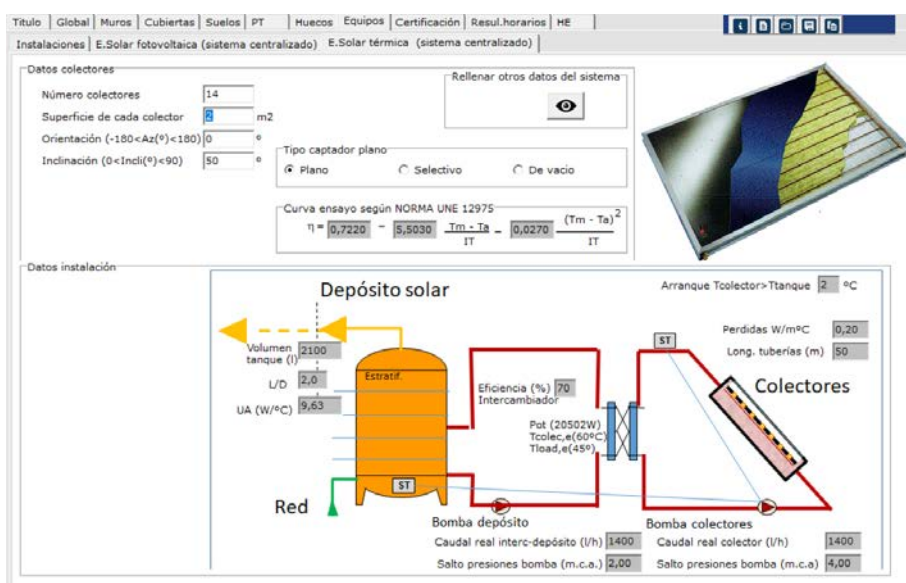 Titulo Global Muros Cubiertas Suelos PT Huecos Equipos Certificación Resul.horarios HE
Instalaciones E.Solar fotovoltaica (sistema centralizado) E.Solar térmica (sistema centralizado)
Datos colectores
Número colectores 14
Superficie de cada colector 2 m2
Orientación (-180<Az(º)<180) 0 º
Inclinación (0<Incli(º)<90) 50 º
Rellenar otros datos del sistema
Tipo captador plano
Plano Selectivo De vacio
Curva ensayo según NORMA UNE 12975
η = 0,7220 - 5,5030 (Tm - Ta)/IT - 0,0270 (Tm - Ta)²/IT
Datos instalación
Depósito solar
Arranque Tcolector>Ttanque 2 ºC
Volumen tanque (l) 2100
L/D 2,0
UA (W/ºC) 9,63
Estratif.
ST
Red
Eficiencia (%) 70
Intercambiador
Pot (20502W)
Tcolec,e(60ºC)
Tload,e(45º)
ST
Perdidas W/mºC 0,20
Long. tuberías (m) 50
Colectores
Bomba depósito
Caudal real interc-depósito (l/h) 1400
Salto presiones bomba (m.c.a.) 2,00
Bomba colectores
Caudal real colector (l/h) 1400
Salto presiones bomba (m.c.a) 4,00